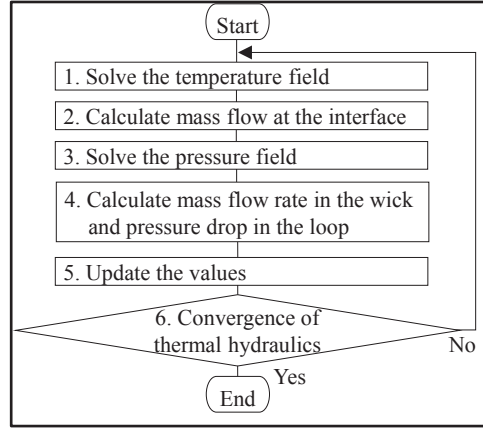 Start
1. Solve the temperature field
2. Calculate mass flow at the interface
3. Solve the pressure field
4. Calculate mass flow rate in the wick
and pressure drop in the loop
5. Update the values
6. Convergence of
thermal hydraulics
No
Yes
End